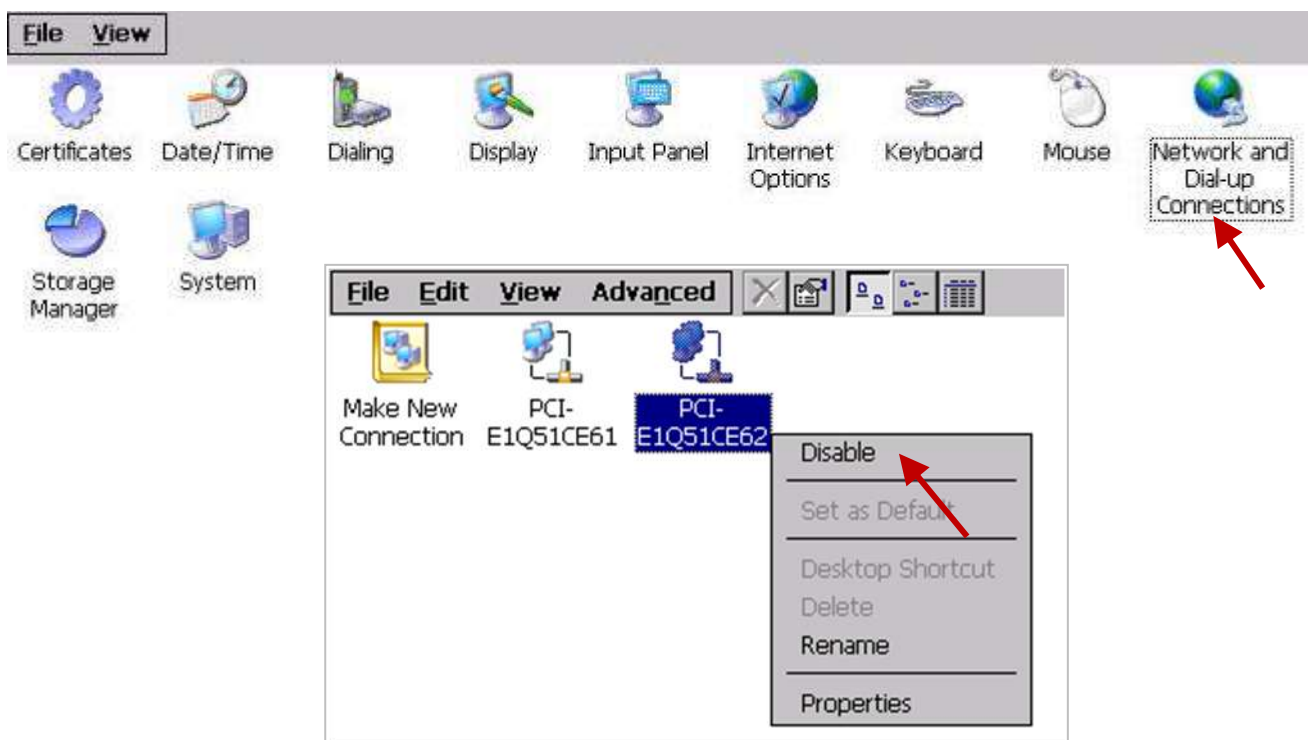 File View
Certificates Date/Time Dialing Display Input Panel Internet Options Keyboard Mouse Network and Dial-up Connections
Storage Manager System
File Edit View Advanced
Make New Connection PCI-E1Q51CE61 PCI-E1Q51CE62
Disable
Set as Default
Desktop Shortcut
Delete
Rename
Properties